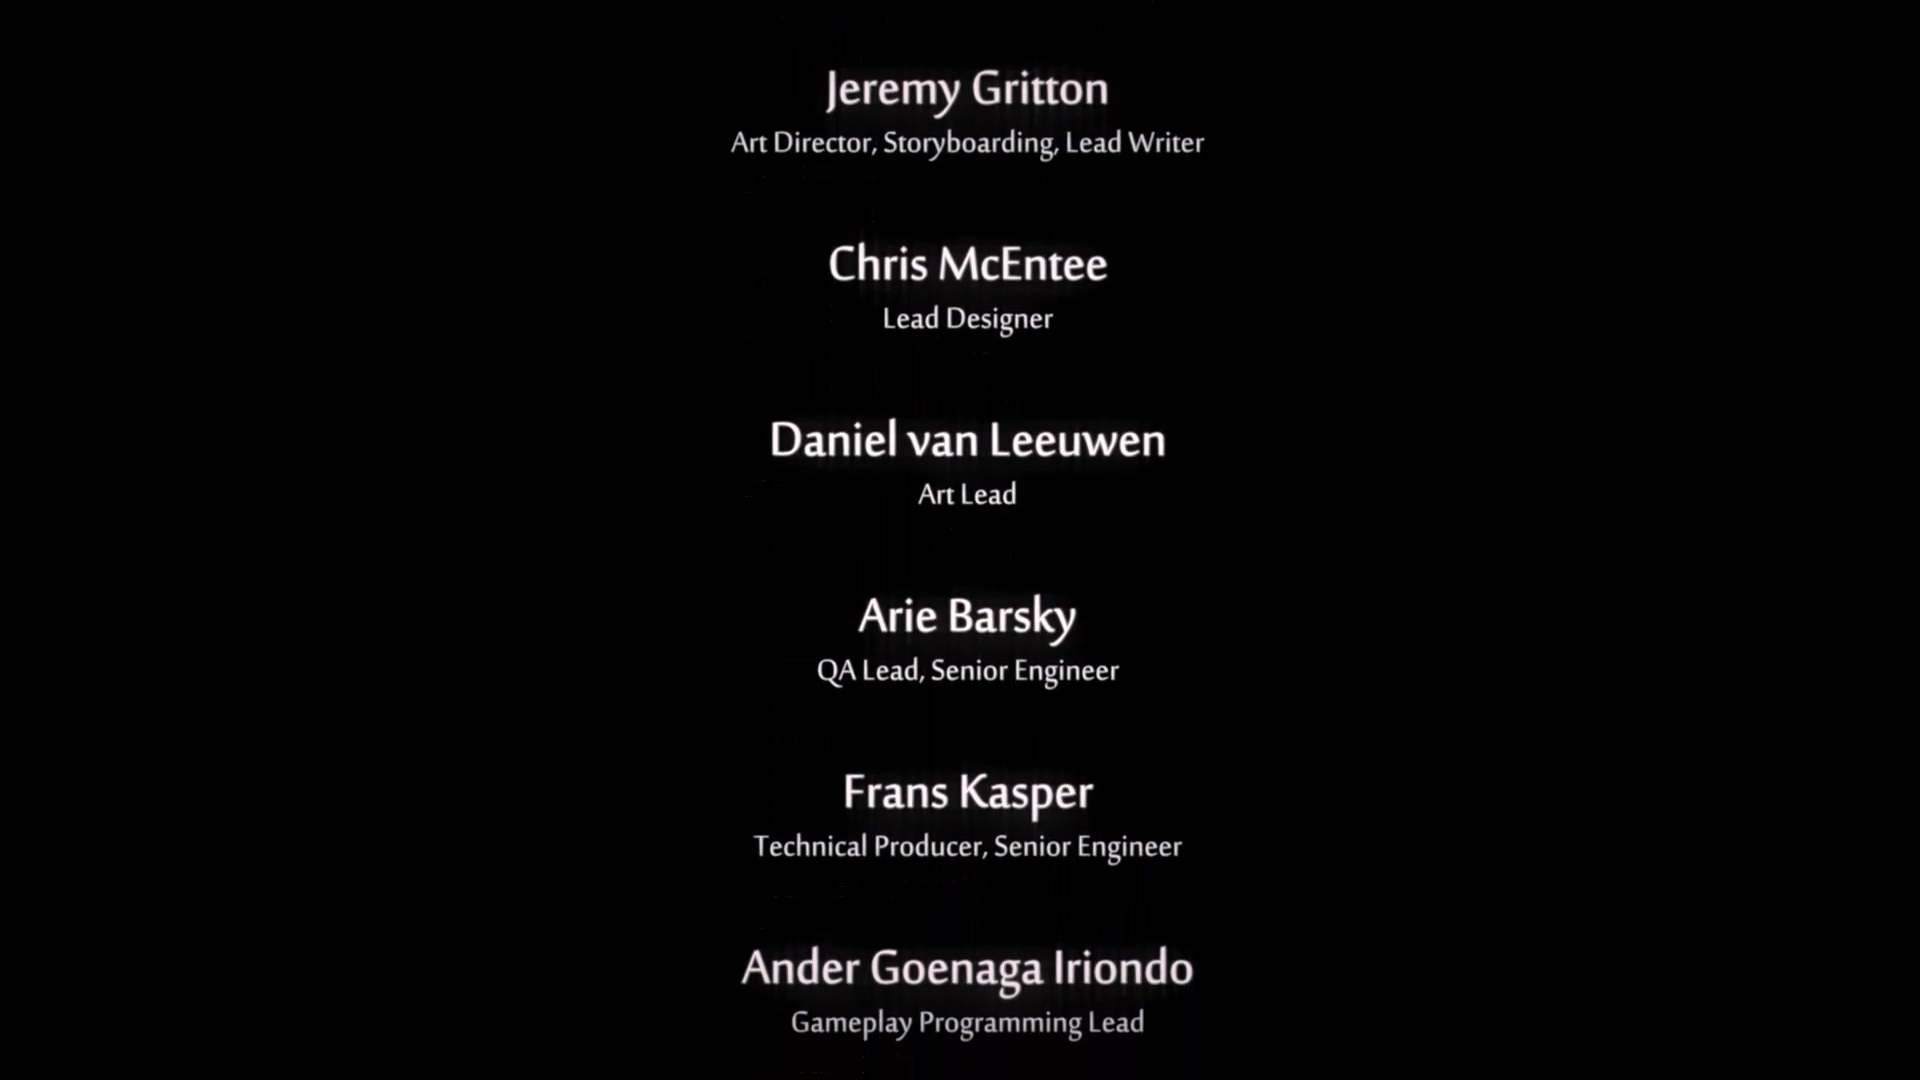 Jeremy Gritton
Art Director, Storyboarding, Lead Writer
Chris McEntee
Lead Designer
Daniel van Leeuwen
Art Lead
Arie Barsky
QA Lead, Senior Engineer
Frans Kasper
Technical Producer, Senior Engineer
Ander Goenaga Iriondo
Gameplay Programming Lead